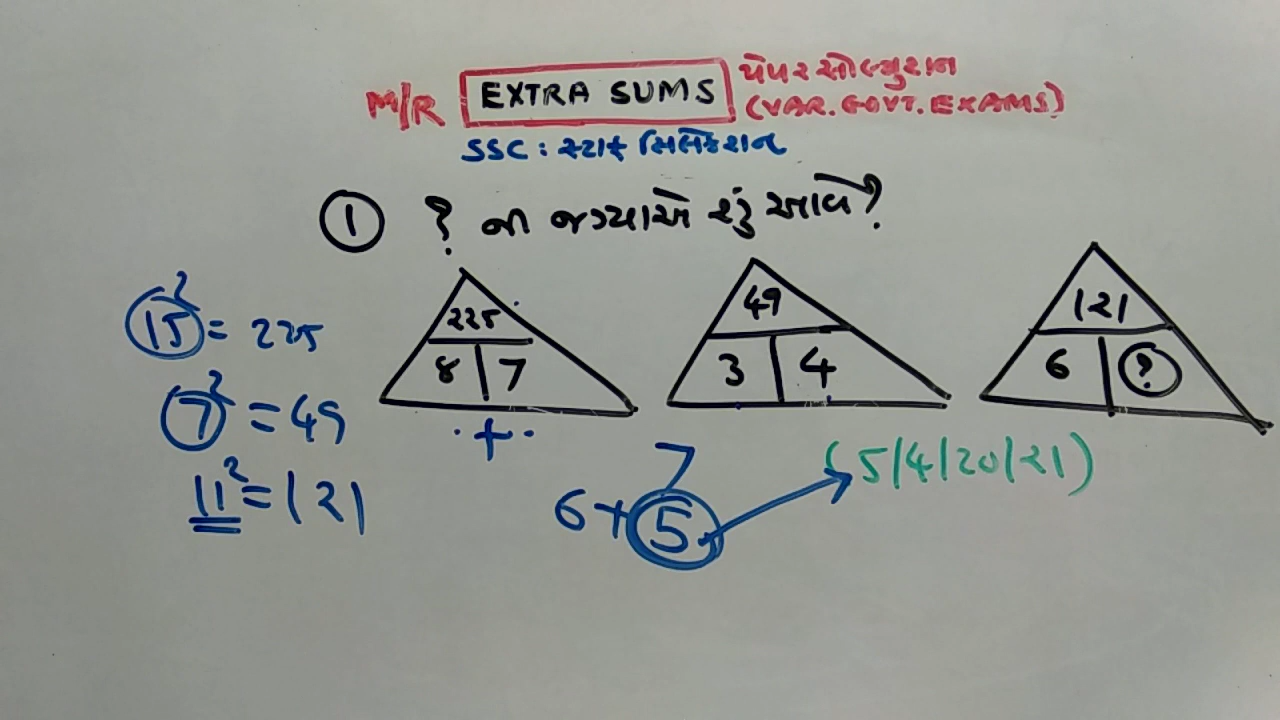 M/R EXTRA SUMS પેપર સોલ્યુશન
(VAR. GOVT. EXAMS)
SSC : સ્ટાફ સિલેકશન
① ? ની જગ્યાએ શું આવે?
15² = 225
7² = 49
11² = 121
225
8 7
49
3 4
121
6 ?
. + .
7
6+5
(5/4/20/21)